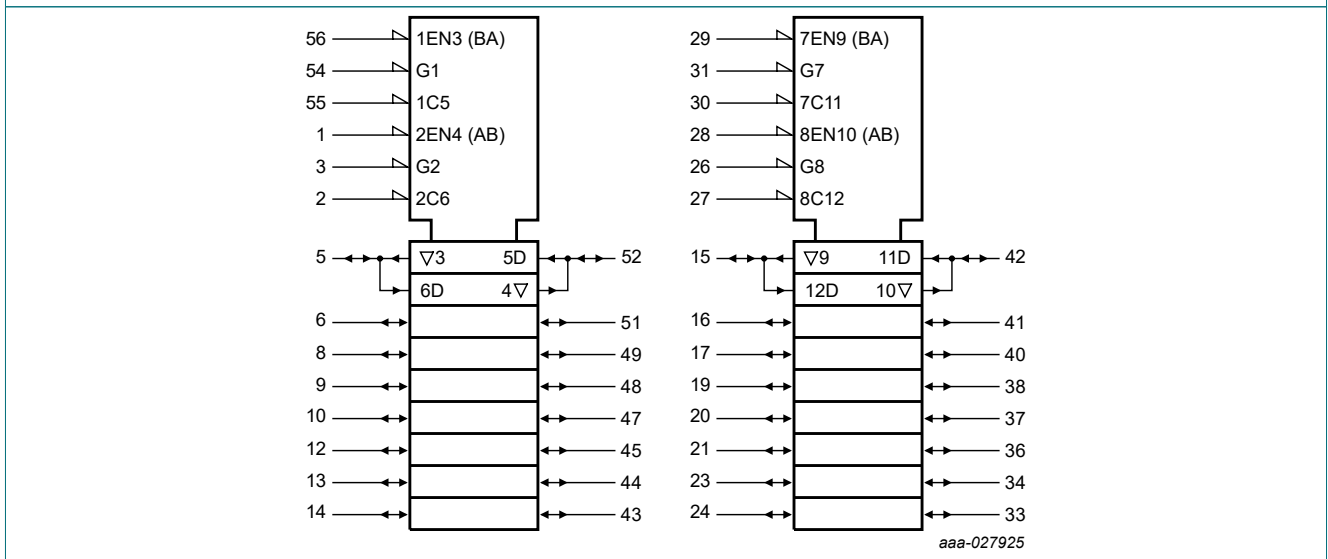 56 1EN3 (BA)
54 G1
55 1C5
1 2EN4 (AB)
3 G2
2 2C6
5 ▽3 5D 52
6D 4▽
6 51
8 49
9 48
10 47
12 45
13 44
14 43
29 7EN9 (BA)
31 G7
30 7C11
28 8EN10 (AB)
26 G8
27 8C12
15 ▽9 11D 42
12D 10▽
16 41
17 40
19 38
20 37
21 36
23 34
24 33
aaa-027925